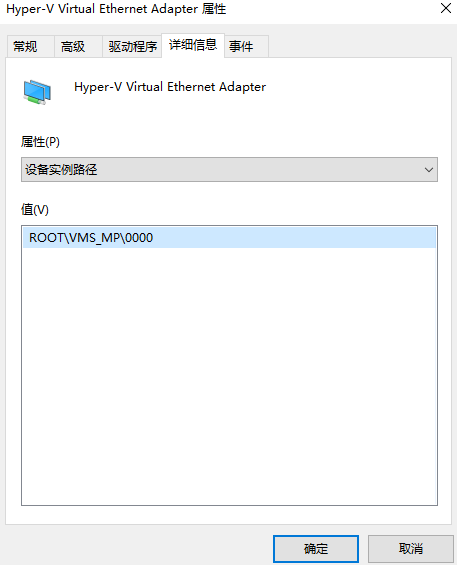 Hyper-V Virtual Ethernet Adapter 属性
常规 高级 驱动程序 详细信息 事件
Hyper-V Virtual Ethernet Adapter
属性(P)
设备实例路径
值(V)
ROOT\VMS_MP\0000
确定 取消